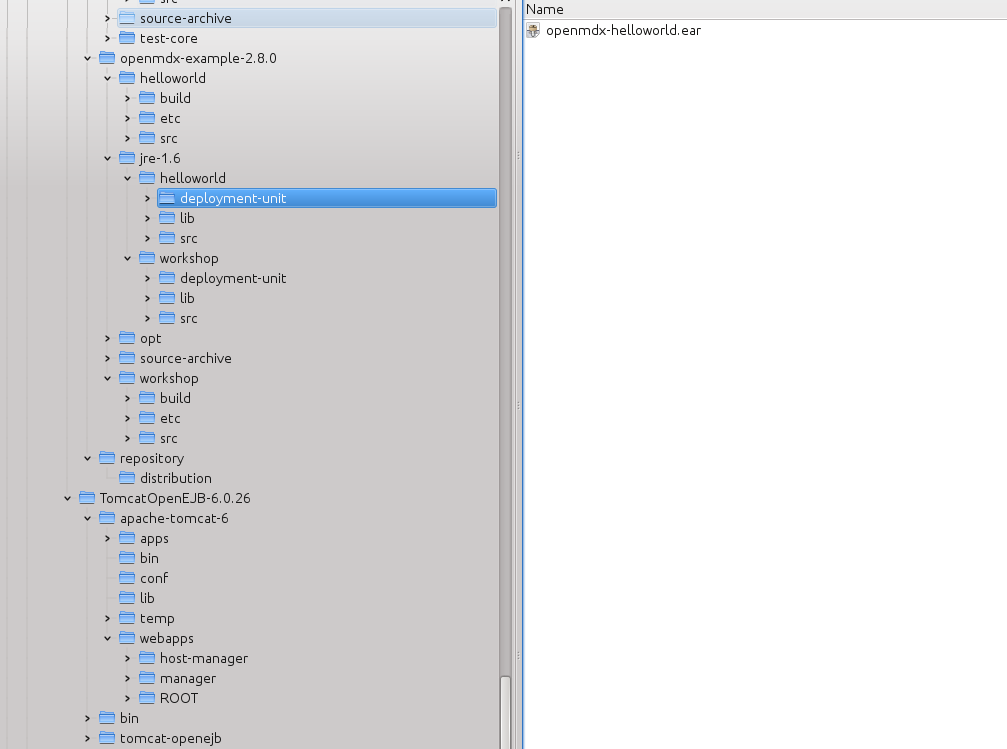 src
source-archive
test-core
openmdx-example-2.8.0
helloworld
build
etc
src
jre-1.6
helloworld
deployment-unit
lib
src
workshop
deployment-unit
lib
src
opt
source-archive
workshop
build
etc
src
repository
distribution
TomcatOpenEJB-6.0.26
apache-tomcat-6
apps
bin
conf
lib
temp
webapps
host-manager
manager
ROOT
bin
tomcat-openejb
Name
openmdx-helloworld.ear